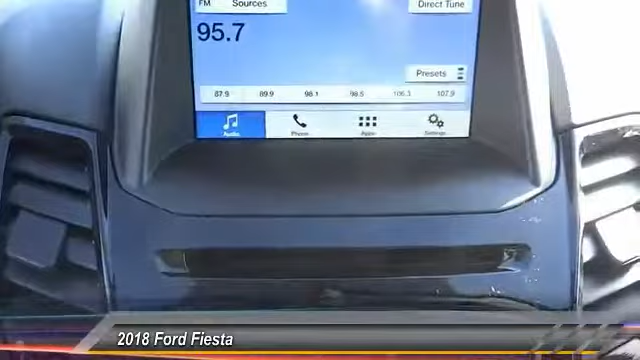 FM Sources Direct Tune
95.7
Presets
87.9 89.9 98.1 98.5 106.3 107.9
Audio Phone Apps Settings
2018 Ford Fiesta